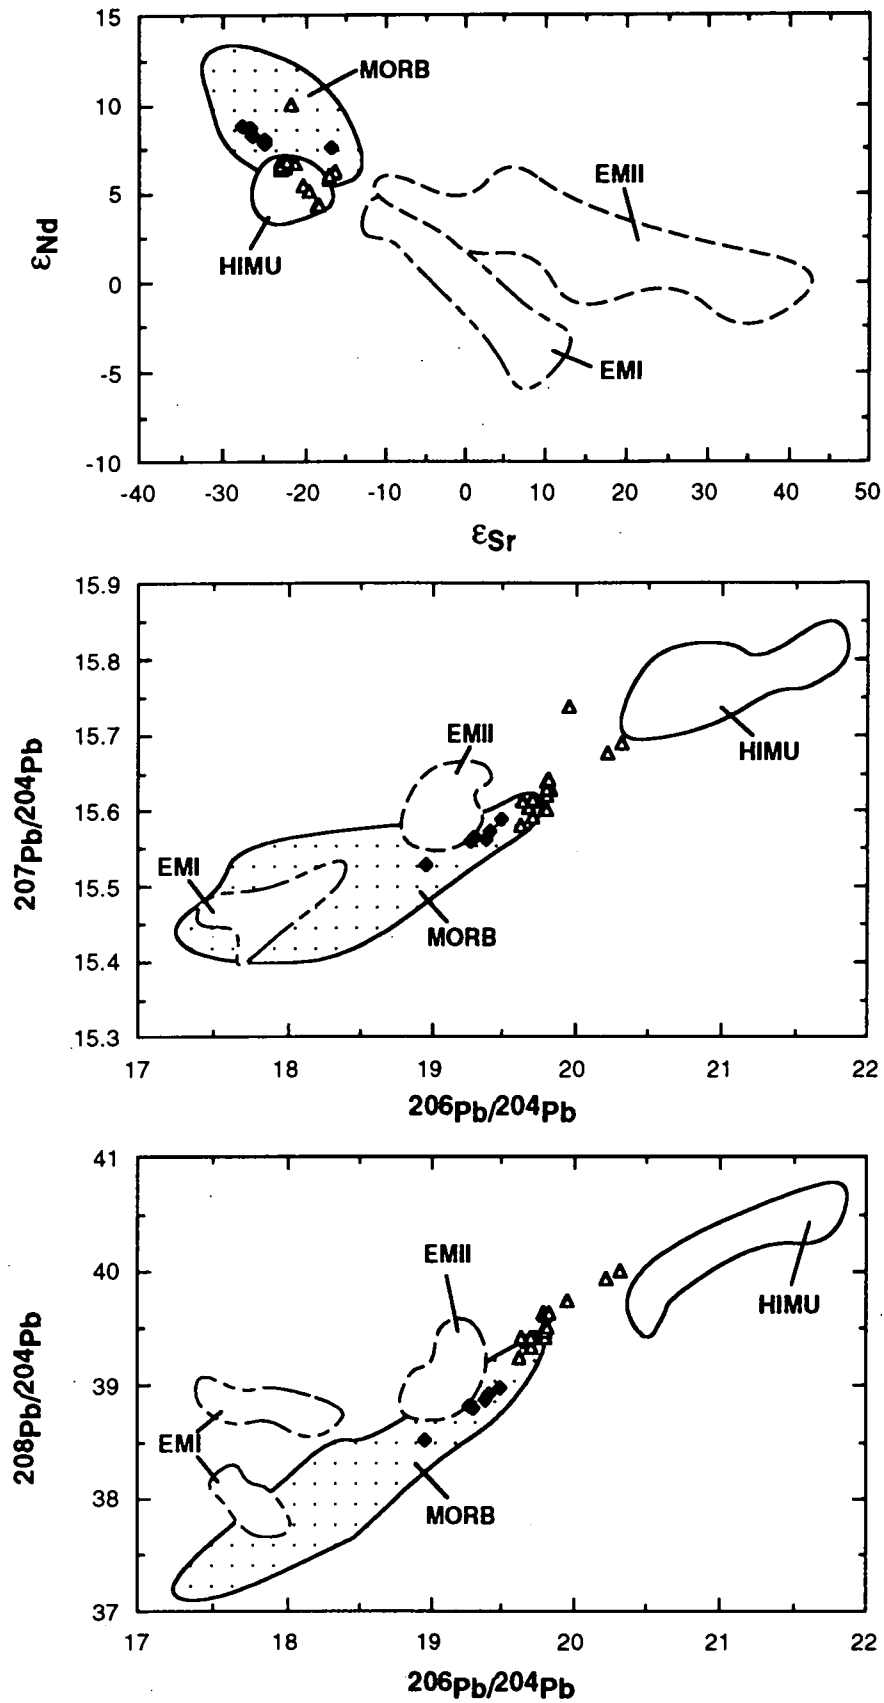 15
MORB
10
5
EMII
HIMU
0
EMI
-5
-10
εNd
-40 -30 -20 -10 0 10 20 30 40 50
εSr
15.9
15.8
15.7
15.6
15.5
15.4
15.3
EMII
HIMU
EMI
MORB
207Pb/204Pb
17 18 19 20 21 22
206Pb/204Pb
41
40
39
38
37
EMII
HIMU
EMI
MORB
208Pb/204Pb
17 18 19 20 21 22
206Pb/204Pb